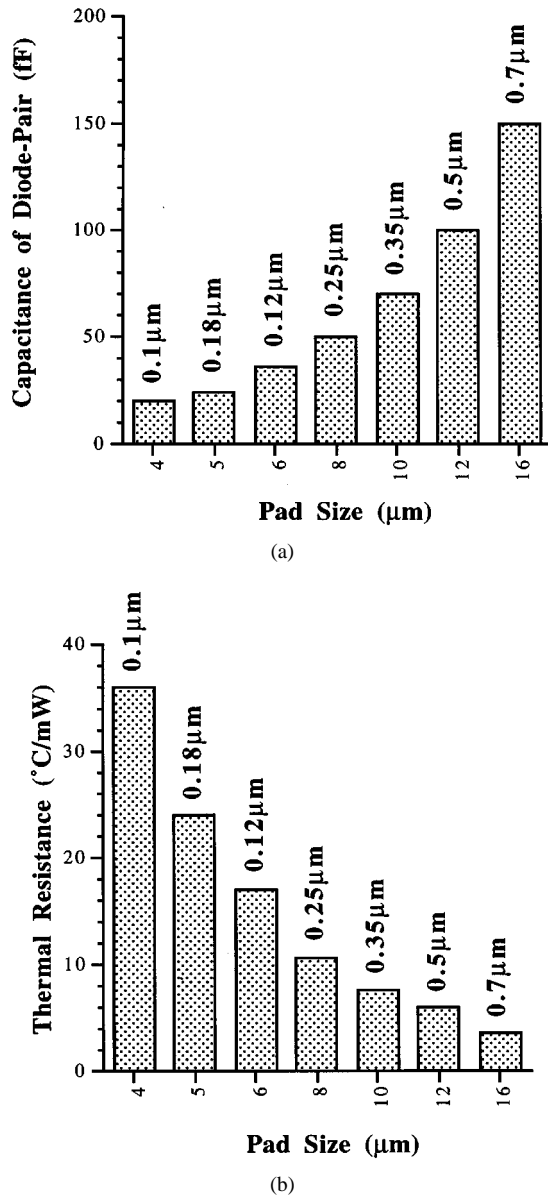 Capacitance of Diode-Pair (fF)
200
150
100
50
0
0.1μm
0.18μm
0.12μm
0.25μm
0.35μm
0.5μm
0.7μm
4
5
6
8
10
12
16
Pad Size (μm)
(a)
Thermal Resistance (˚C/mW)
40
30
20
10
0
0.1μm
0.18μm
0.12μm
0.25μm
0.35μm
0.5μm
0.7μm
4
5
6
8
10
12
16
Pad Size (μm)
(b)